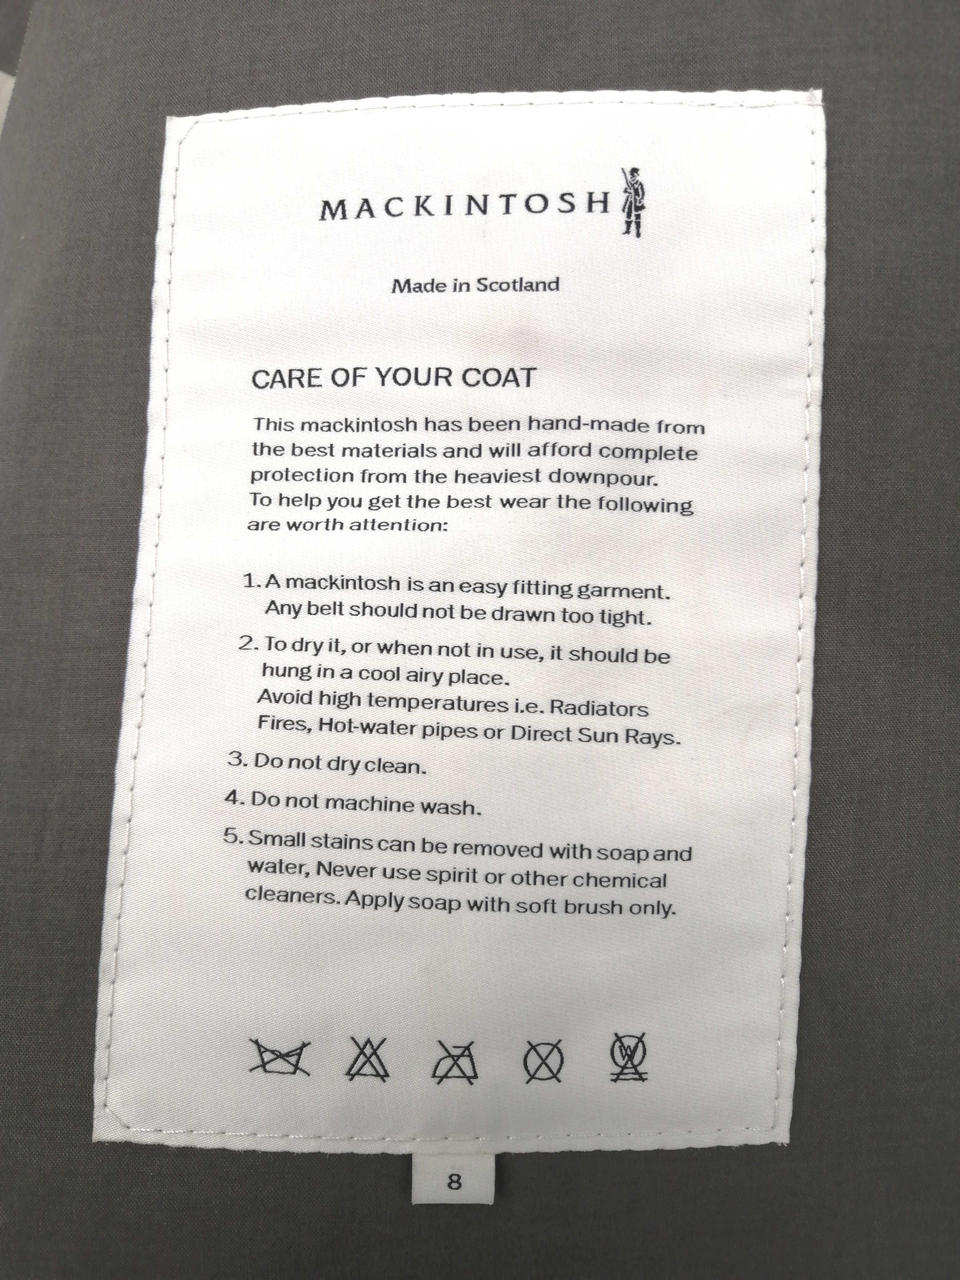 MACKINTOSH
Made in Scotland
CARE OF YOUR COAT
This mackintosh has been hand-made from
the best materials and will afford complete
protection from the heaviest downpour.
To help you get the best wear the following
are worth attention:
1. A mackintosh is an easy fitting garment.
Any belt should not be drawn too tight.
2. To dry it, or when not in use, it should be
hung in a cool airy place.
Avoid high temperatures i.e. Radiators
Fires, Hot-water pipes or Direct Sun Rays.
3. Do not dry clean.
4. Do not machine wash.
5. Small stains can be removed with soap and
water, Never use spirit or other chemical
cleaners. Apply soap with soft brush only.
W
8